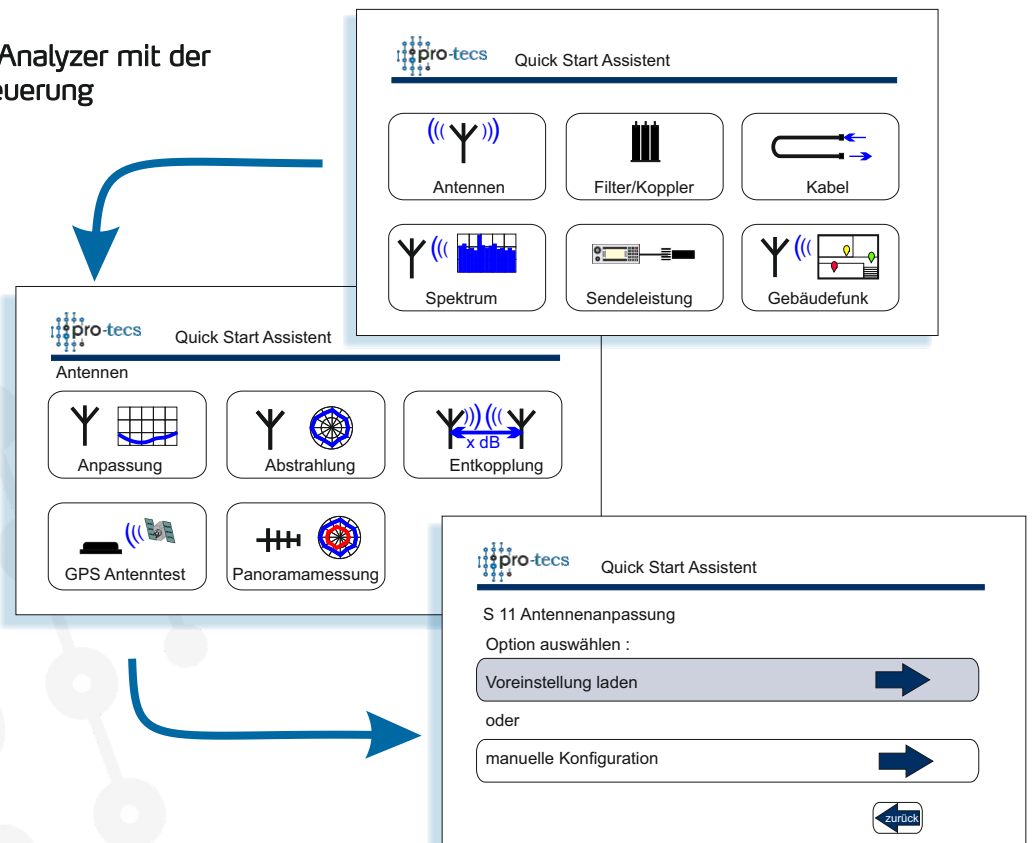 Analyzer mit der
euerung
pro-tecs
Quick Start Assistent
Antennen
Filter/Koppler
Kabel
Spektrum
Sendeleistung
Gebäudefunk
pro-tecs
Quick Start Assistent
Antennen
Anpassung
Abstrahlung
x dB
Entkopplung
GPS Antenntest
Panoramamessung
pro-tecs
Quick Start Assistent
S 11 Antennenanpassung
Option auswählen :
Voreinstellung laden
oder
manuelle Konfiguration
zurück